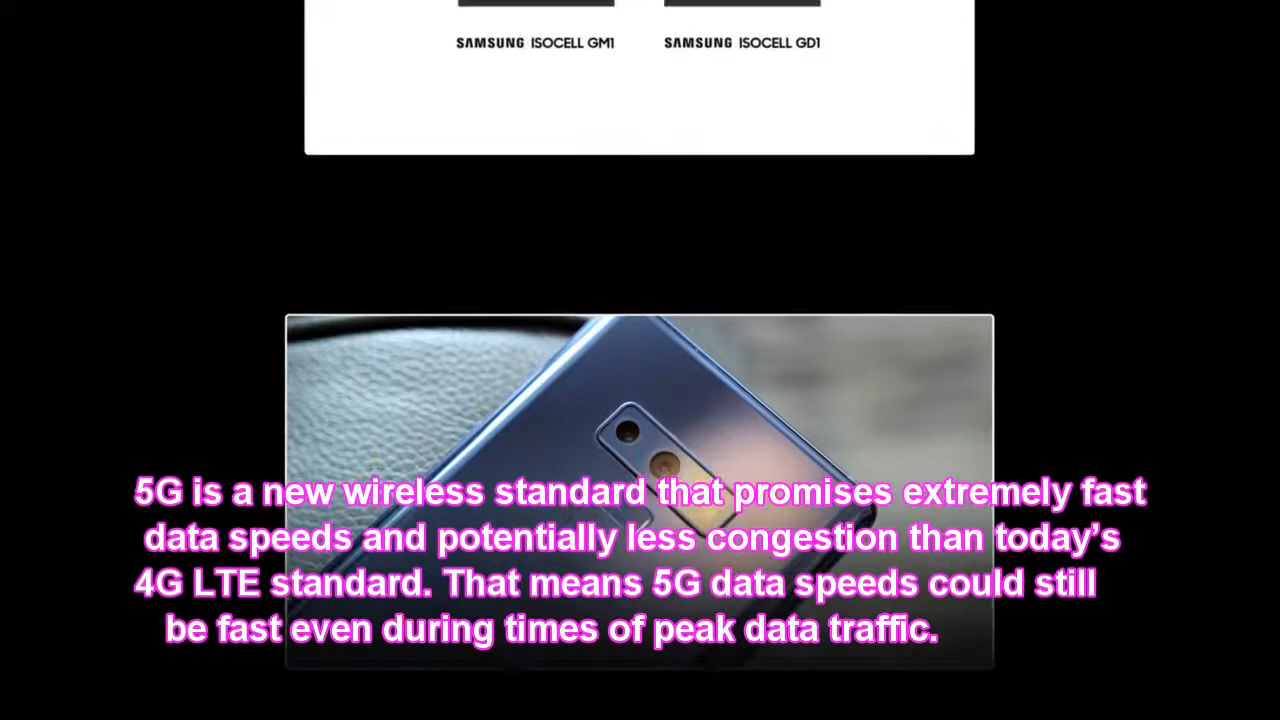 SAMSUNG ISOCELL GM1 SAMSUNG ISOCELL GD1
5G is a new wireless standard that promises extremely fast
data speeds and potentially less congestion than today’s
4G LTE standard. That means 5G data speeds could still
be fast even during times of peak data traffic.